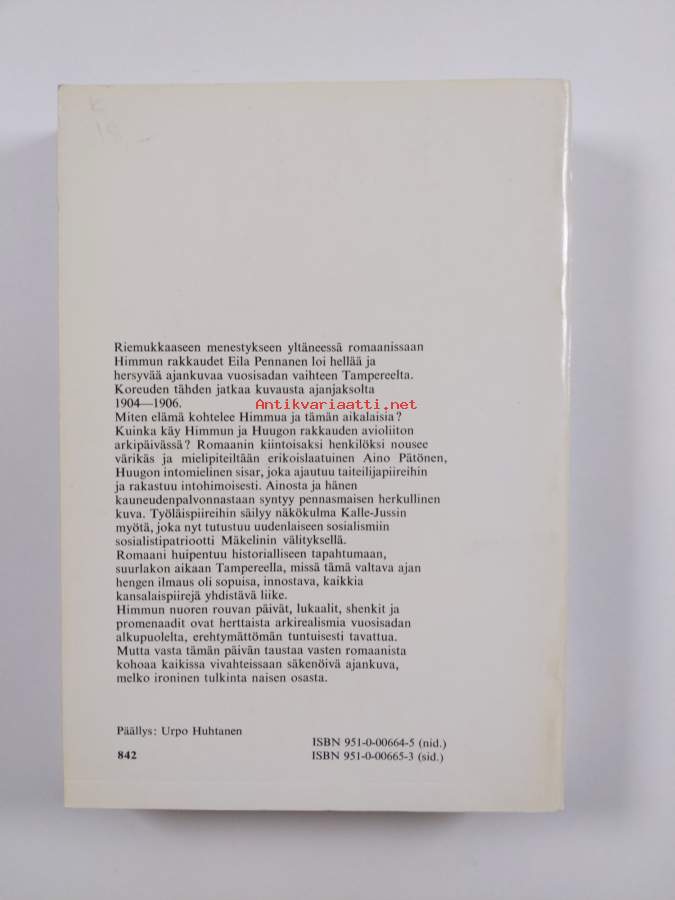 K
18
Riemukkaaseen menestykseen yltäneessä romaanissaan
Himmun rakkaudet Eila Pennanen loi hellää ja
hersyvää ajankuvaa vuosisadan vaihteen Tampereelta.
Koreuden tähden jatkaa kuvausta ajanjaksolta
1904—1906.
Antikvariaatti.net
Miten elämä kohtelee Himmua ja tämän aikalaisia?
Kuinka käy Himmun ja Huugon rakkauden avioliiton
arkipäivässä? Romaanin kiintoisaksi henkilöksi nousee
värikäs ja mielipiteiltään erikoislaatuinen Aino Pätönen,
Huugon intomielinen sisar, joka ajautuu taiteilijapiireihin
ja rakastuu intohimoisesti. Ainosta ja hänen
kauneudenpalvonnastaan syntyy pennasmaisen herkullinen
kuva. Työläispiireihin säilyy näkökulma Kalle-Jussin
myötä, joka nyt tutustuu uudenlaiseen sosialismiin
sosialistipatriootti Mäkelinin välityksellä.
Romaani huipentuu historialliseen tapahtumaan,
suurlakon aikaan Tampereella, missä tämä valtava ajan
hengen ilmaus oli sopuisa, innostava, kaikkia
kansalaispiirejä yhdistävä liike.
Himmun nuoren rouvan päivät, lukaalit, shenkit ja
promenaadit ovat herttaista arkirealismia vuosisadan
alkupuolelta, erehtymättömän tuntuisesti tavattua.
Mutta vasta tämän päivän taustaa vasten romaanista
kohoaa kaikissa vivahteissaan säkenöivä ajankuva,
melko ironinen tulkinta naisen osasta.
Päällys: Urpo Huhtanen
842
ISBN 951-0-00664-5 (nid.)
ISBN 951-0-00665-3 (sid.)